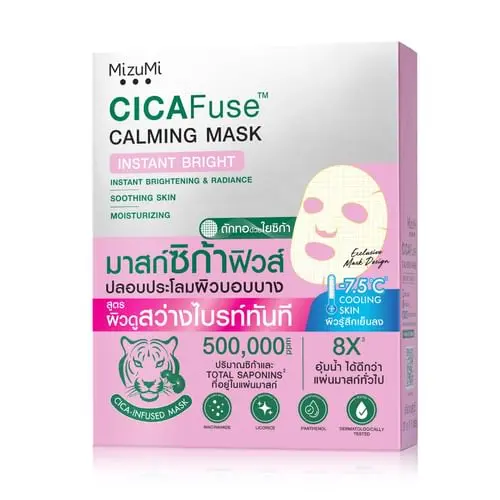 MizuMi
CICAFuse™
CALMING MASK
INSTANT BRIGHT
INSTANT BRIGHTENING & RADIANCE
SOOTHING SKIN
MOISTURIZING
ถักทอด้วยใยซิก้า
มาสก์ซิก้าฟิวส์
ปลอบประโลมผิวบอบบาง
สูตร
ผิวดูสว่างไบรท์ทันที
Exclusive
Mask Design
-7.5°C
COOLING
SKIN
ผิวรู้สึกเย็นลง
500,000 ppm
ปริมาณซิก้าและ
TOTAL SAPONINS²
ที่อยู่ในแผ่นมาสก์
8X³
อุ้มน้ำ ได้ดีกว่า
แผ่นมาสก์ทั่วไป
CICA-INFUSED MASK
NIACINAMIDE
LICORICE
PANTHENOL
DERMATOLOGICALLY
TESTED